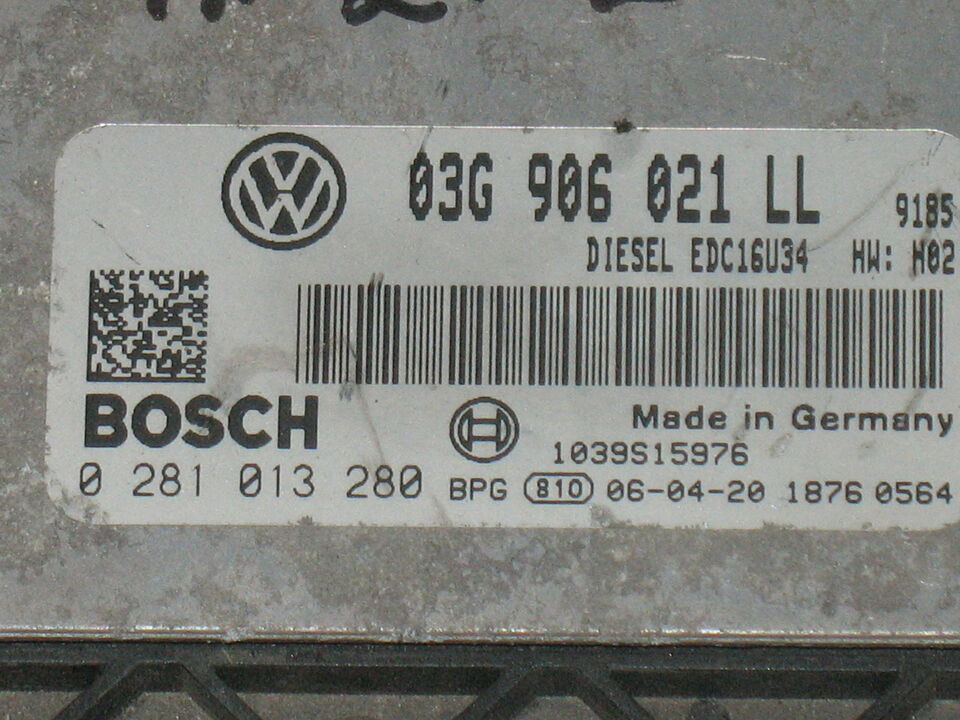 03G 906 021 LL 9185
DIESEL EDC16U34 HW: H02
BOSCH
Made in Germany
1039S15976
0 281 013 280 BPG 810 06-04-20 1876 0564